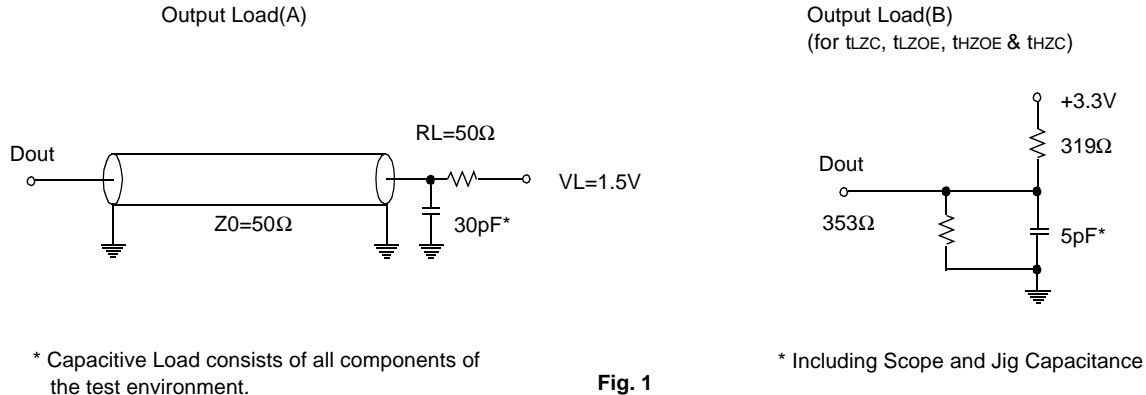 Output Load(A)
Dout
Z0=50Ω
RL=50Ω
30pF*
VL=1.5V
* Capacitive Load consists of all components of
the test environment.
Output Load(B)
(for tLZC, tLZOE, tHZOE & tHZC)
+3.3V
319Ω
Dout
353Ω
5pF*
* Including Scope and Jig Capacitance
Fig. 1